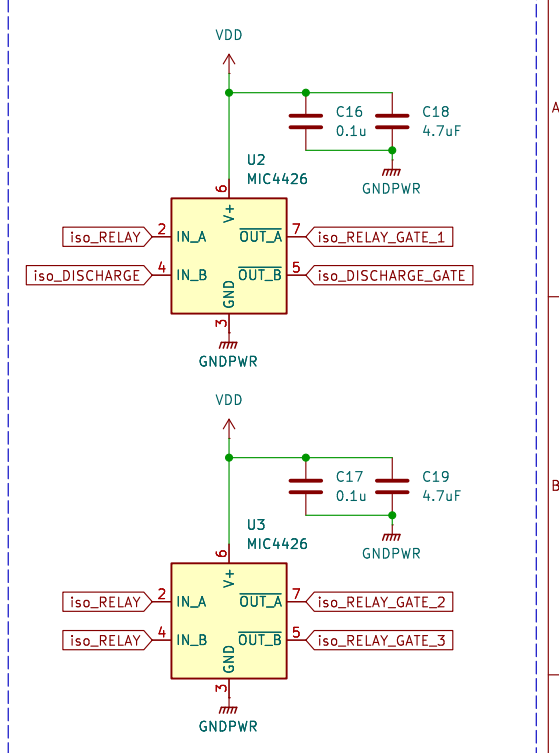 VDD
C16
0.1u
C18
4.7uF
GNDPWR
U2
MIC4426
6
V+
iso_RELAY 2 IN_A OUT_A 7 iso_RELAY_GATE_1
iso_DISCHARGE 4 IN_B OUT_B 5 iso_DISCHARGE_GATE
GND
3
GNDPWR
VDD
C17
0.1u
C19
4.7uF
GNDPWR
U3
MIC4426
6
V+
iso_RELAY 2 IN_A OUT_A 7 iso_RELAY_GATE_2
iso_RELAY 4 IN_B OUT_B 5 iso_RELAY_GATE_3
GND
3
GNDPWR
A
B